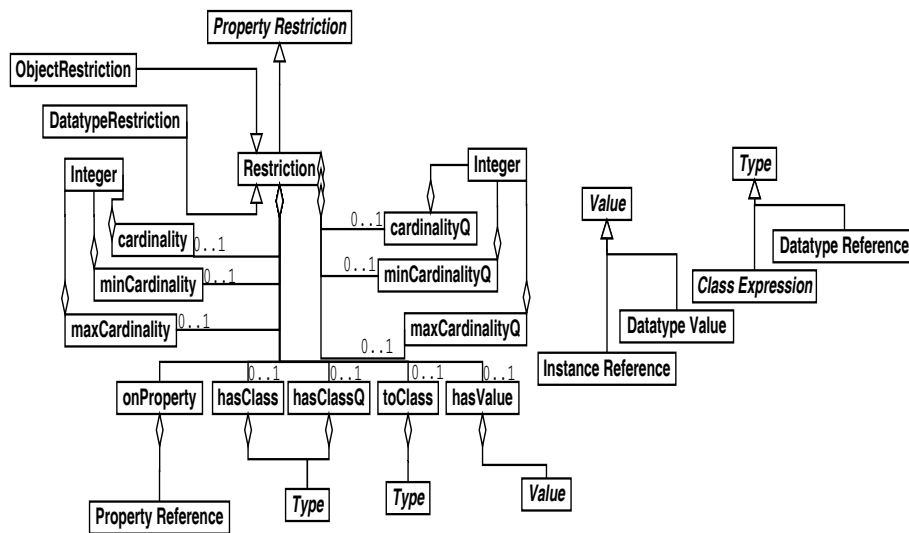 Property Restriction
ObjectRestriction
DatatypeRestriction
Integer
Restriction
Integer
Type
Value
cardinality
0..1
0..1
cardinalityQ
Datatype Reference
minCardinality
0..1
0..1
minCardinalityQ
Class Expression
maxCardinality
0..1
0..1
maxCardinalityQ
Datatype Value
Instance Reference
0..1
0..1
0..1
0..1
onProperty
hasClass
hasClassQ
toClass
hasValue
Property Reference
Type
Type
Value